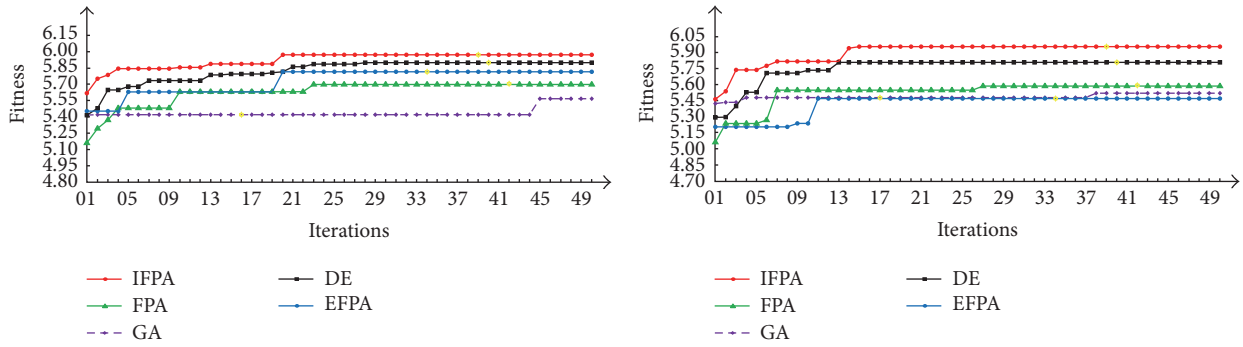 Fitness
6.15
6.00
5.85
5.70
5.55
5.40
5.25
5.10
4.95
4.80
01 05 09 13 17 21 25 29 33 37 41 45 49
Iterations
IFPA
FPA
GA
DE
EFPA
Fitness
6.05
5.90
5.75
5.60
5.45
5.30
5.15
5.00
4.85
4.70
01 05 09 13 17 21 25 29 33 37 41 45 49
Iterations
IFPA
FPA
GA
DE
EFPA